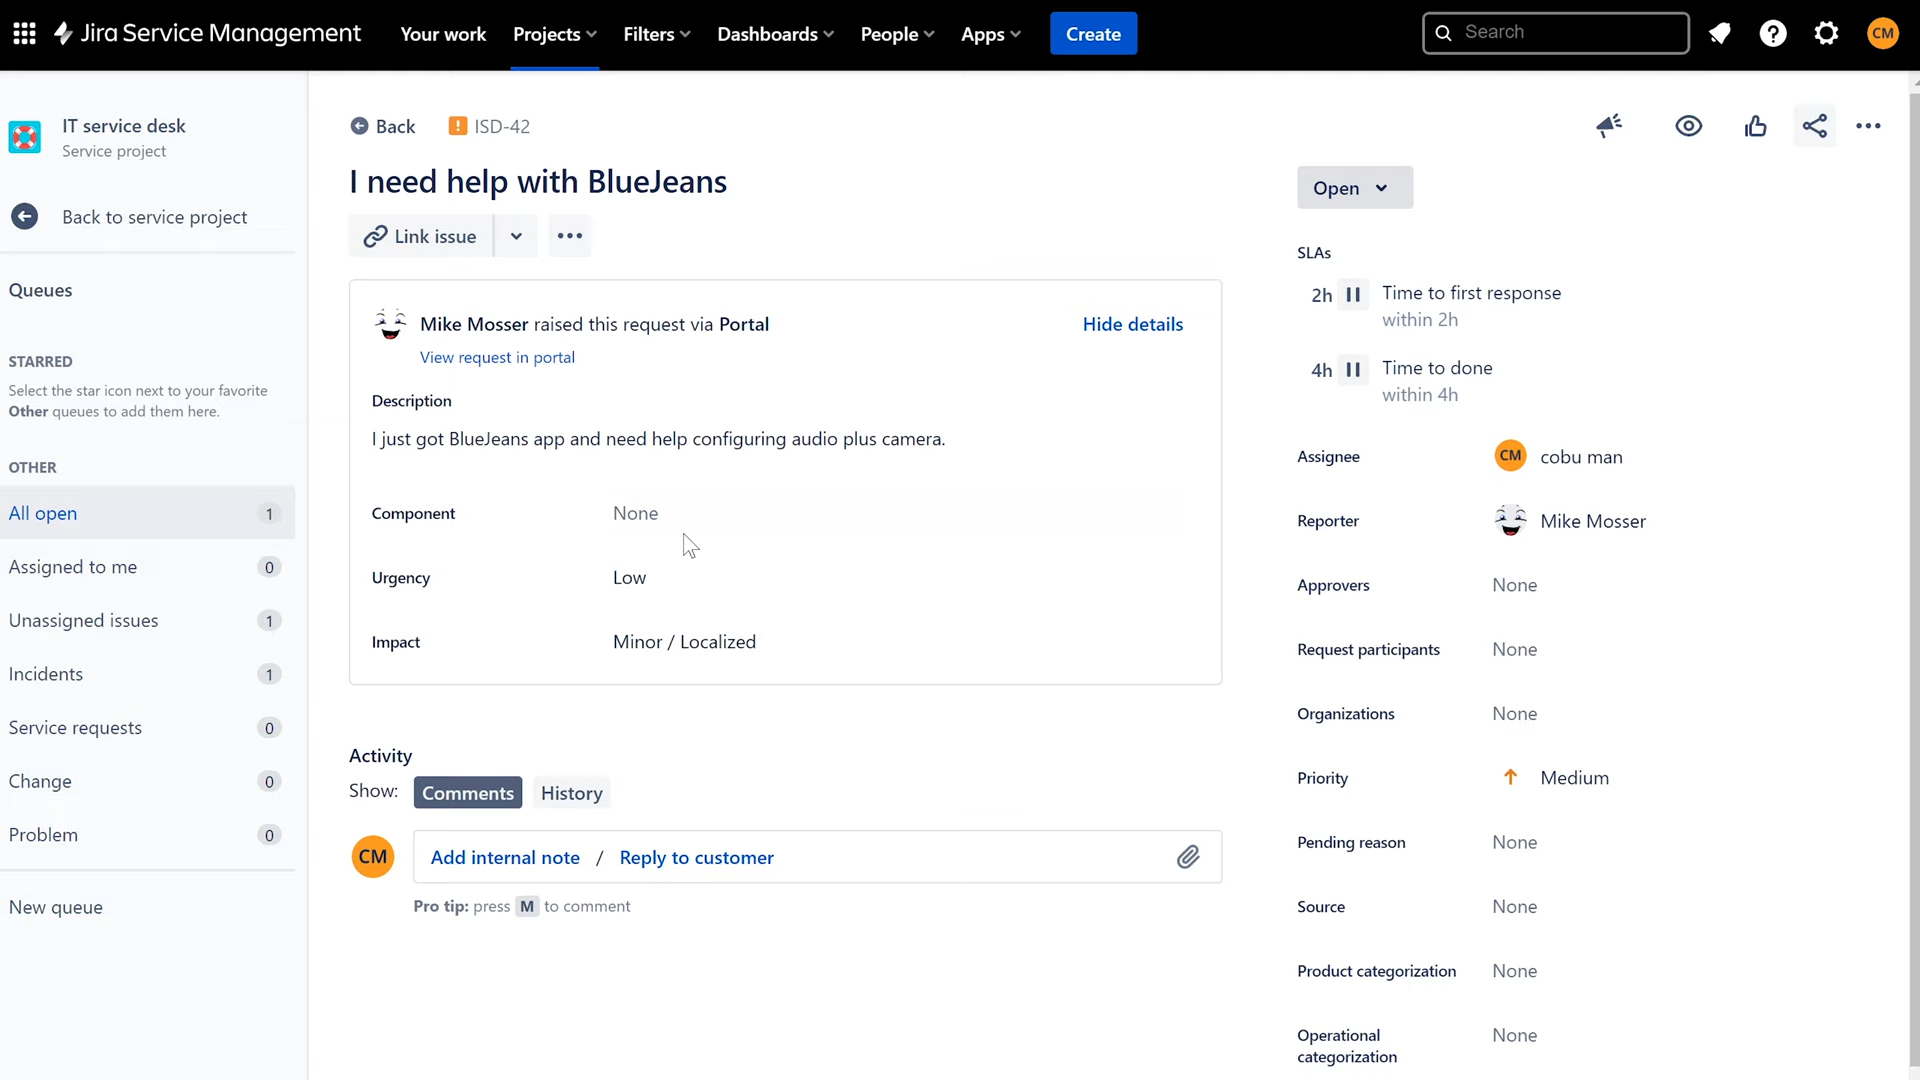 Jira Service Management
Your work
Projects
Filters
Dashboards
People
Apps
Create
Search
?
CM
IT service desk
Service project
Back to service project
Queues
STARRED
Select the star icon next to your favorite
Other queues to add them here.
OTHER
All open 1
Assigned to me 0
Unassigned issues 1
Incidents 1
Service requests 0
Change 0
Problem 0
New queue
Back
ISD-42
I need help with BlueJeans
Link issue
Mike Mosser raised this request via Portal
Hide details
View request in portal
Description
I just got BlueJeans app and need help configuring audio plus camera.
Component None
Urgency Low
Impact Minor / Localized
Activity
Show: Comments History
CM
Add internal note / Reply to customer
Pro tip: press M to comment
Open
SLAs
2h Time to first response
within 2h
4h Time to done
within 4h
Assignee CM cobu man
Reporter Mike Mosser
Approvers None
Request participants None
Organizations None
Priority Medium
Pending reason None
Source None
Product categorization None
Operational None
categorization